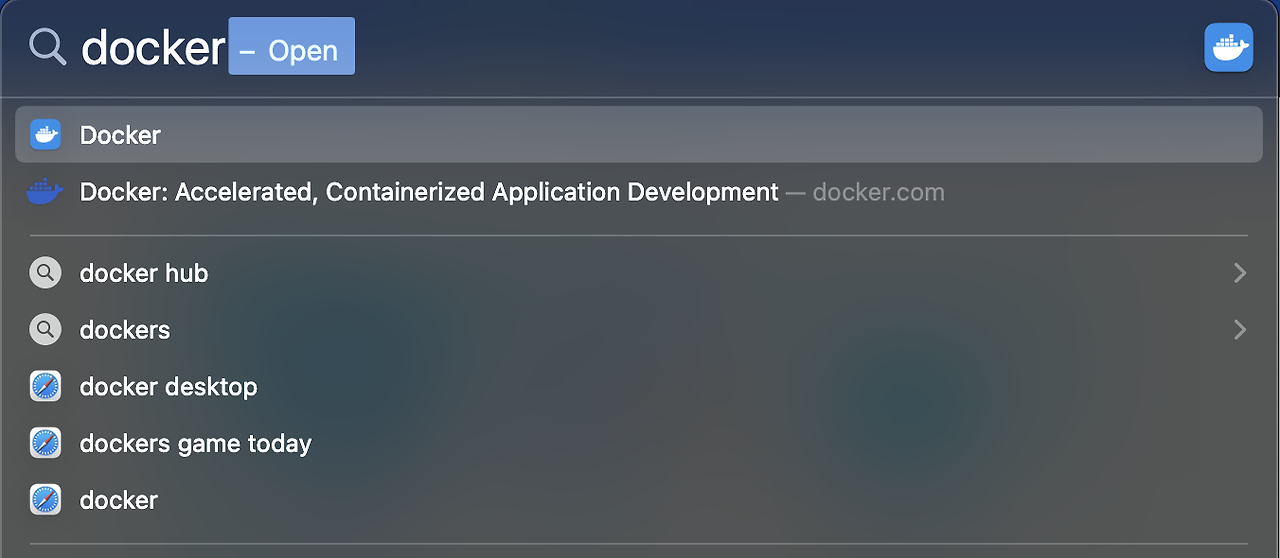 docker – Open
Docker
Docker: Accelerated, Containerized Application Development — docker.com
docker hub
dockers
docker desktop
dockers game today
docker